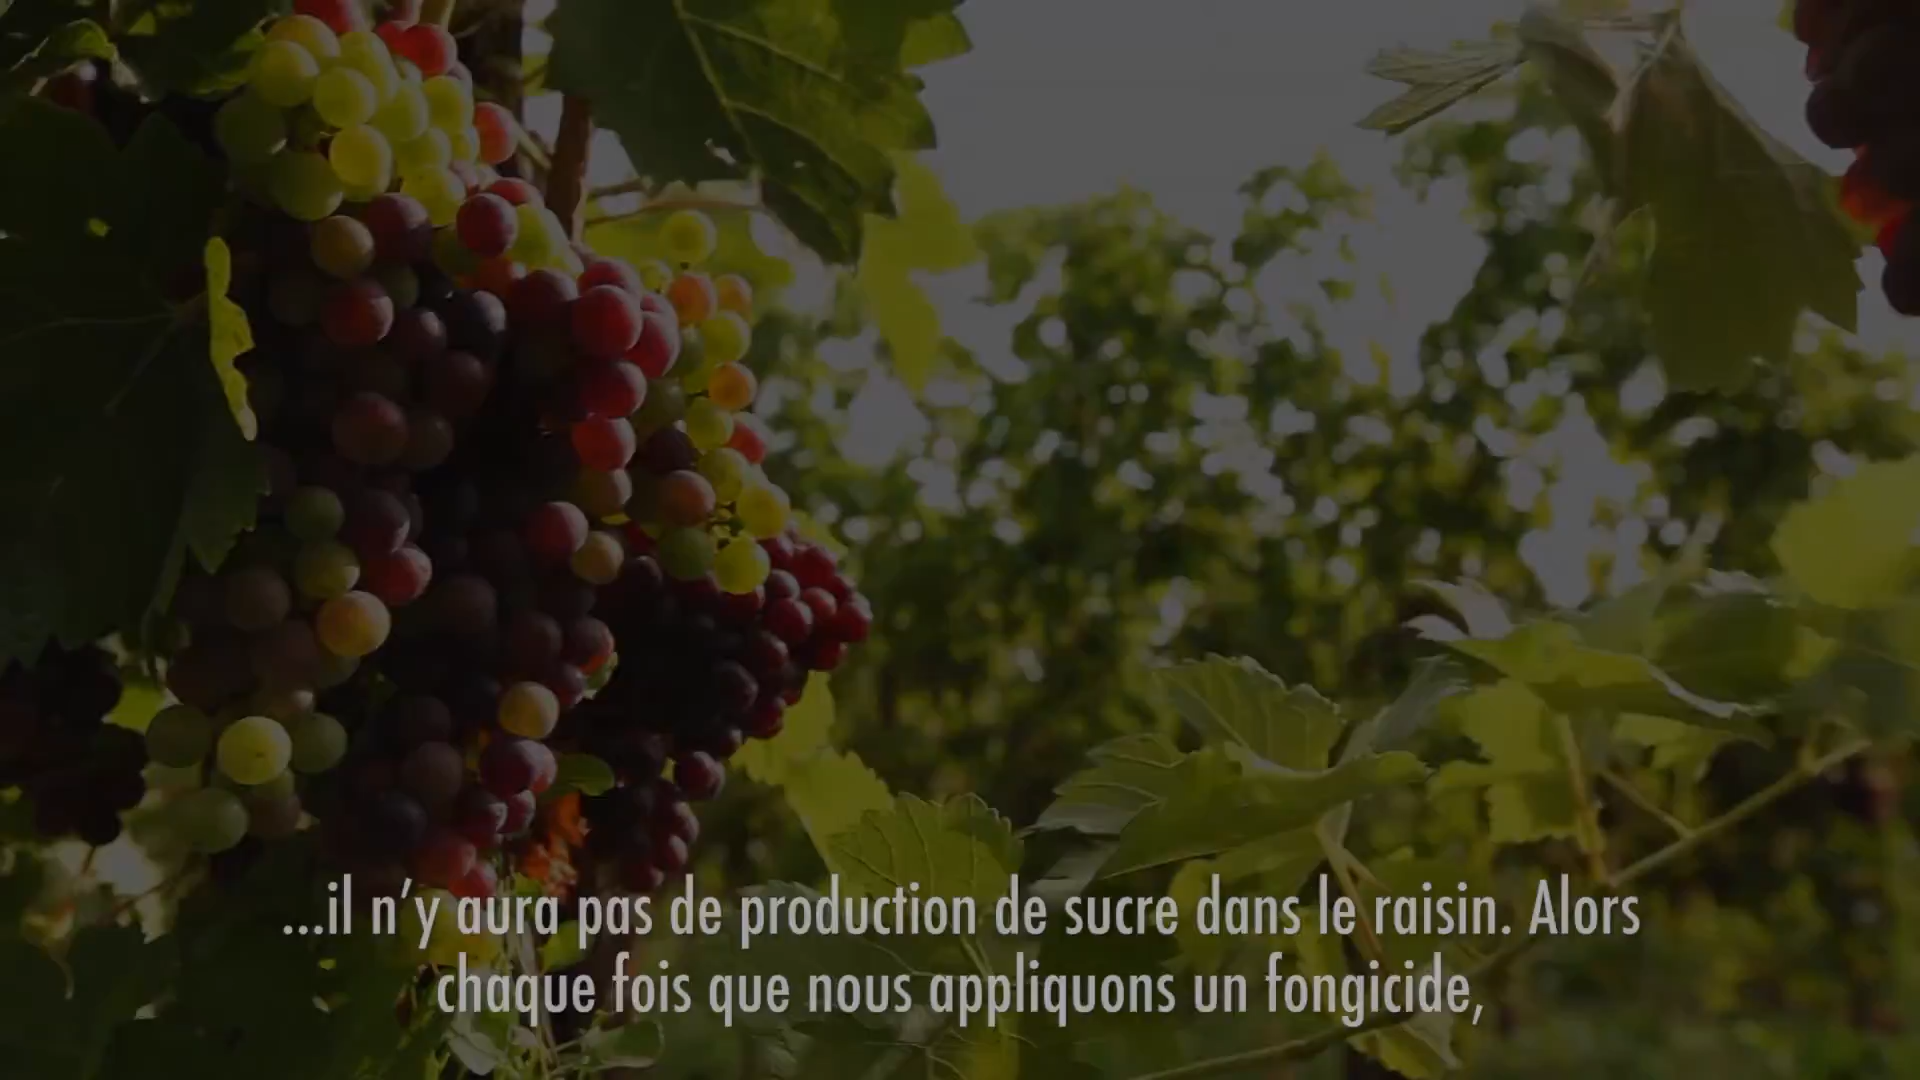 ...il n’y aura pas de production de sucre dans le raisin. Alors
chaque fois que nous appliquons un fongicide,